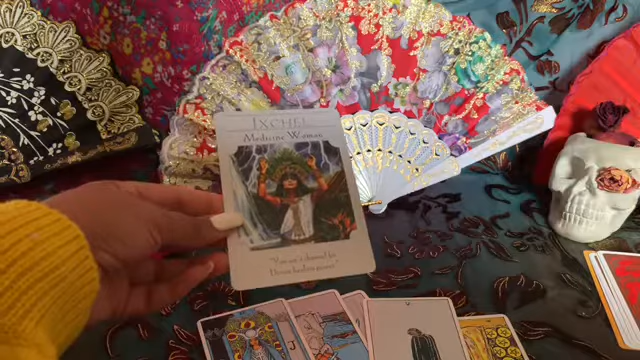 IXCHEL
Medicine Woman
"You are a channel for
Divine healing power."